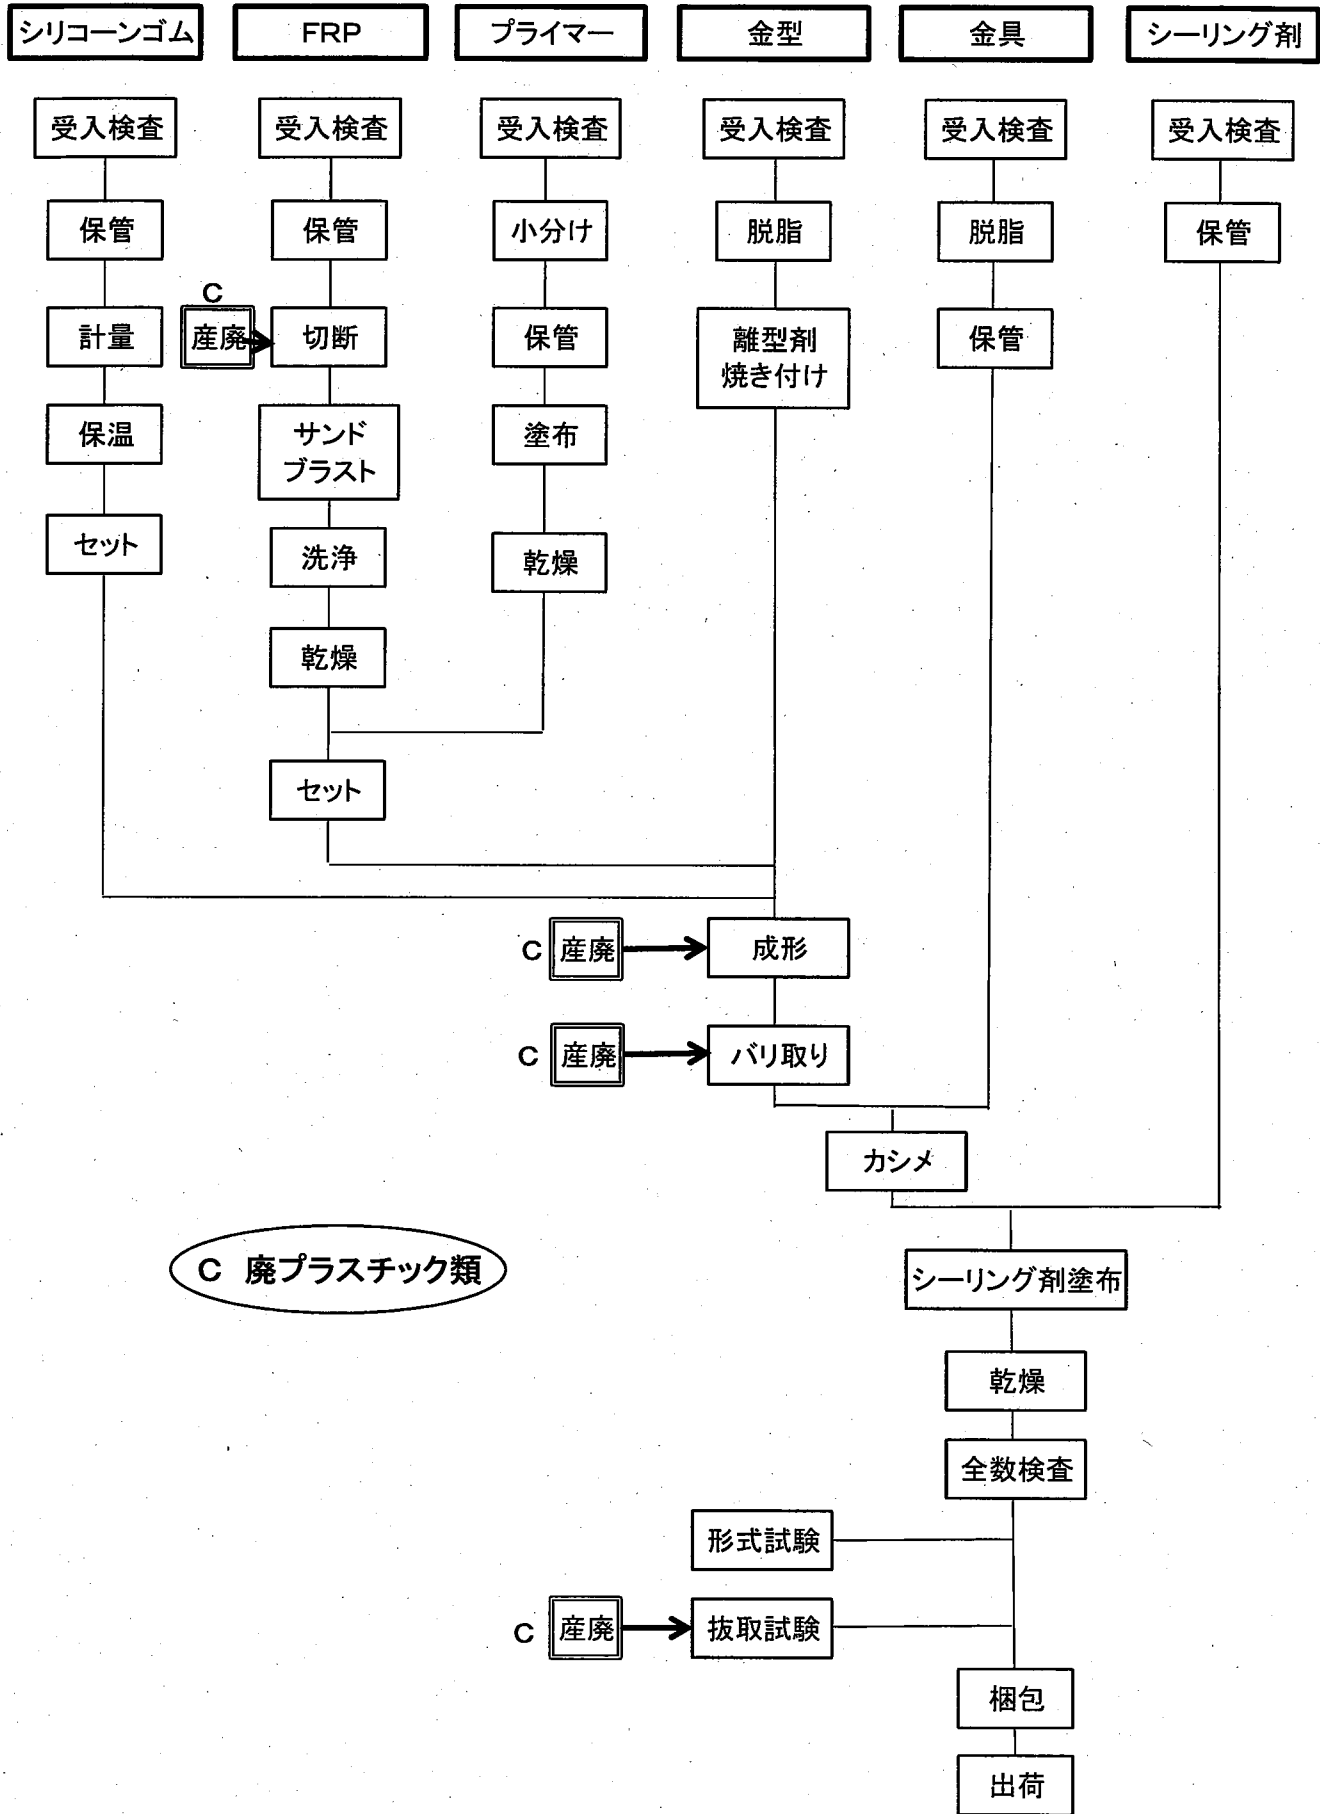 シリコーンゴム
FRP
プライマー
金型
金具
シーリング剤
受入検査
受入検査
受入検査
受入検査
受入検査
受入検査
保管
保管
小分け
脱脂
脱脂
保管
C
計量
産廃
切断
保管
離型剤
焼き付け
保管
保温
サンド
ブラスト
塗布
セット
洗浄
乾燥
乾燥
セット
C
産廃
成形
C
産廃
バリ取り
カシメ
C 廃プラスチック類
シーリング剤塗布
乾燥
全数検査
形式試験
C
産廃
抜取試験
梱包
出荷